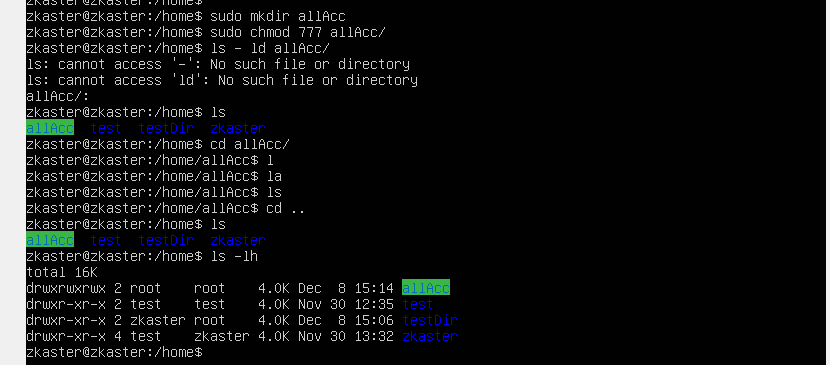 zkaster@zkaster:/home$
zkaster@zkaster:/home$ sudo mkdir allAcc
zkaster@zkaster:/home$ sudo chmod 777 allAcc/
zkaster@zkaster:/home$ ls - ld allAcc/
ls: cannot access '-': No such file or directory
ls: cannot access 'ld': No such file or directory
allAcc/:
zkaster@zkaster:/home$ ls
allAcc  test  testDir  zkaster
zkaster@zkaster:/home$ cd allAcc/
zkaster@zkaster:/home/allAcc$ l
zkaster@zkaster:/home/allAcc$ la
zkaster@zkaster:/home/allAcc$ ls
zkaster@zkaster:/home/allAcc$ cd ..
zkaster@zkaster:/home$ ls
allAcc  test  testDir  zkaster
zkaster@zkaster:/home$ ls -lh
total 16K
drwxrwxrwx 2 root    root    4.0K Dec  8 15:14 allAcc
drwxr-xr-x 2 test    test    4.0K Nov 30 12:35 test
drwxr-xr-x 2 zkaster root    4.0K Dec  8 15:06 testDir
drwxr-xr-x 4 test    zkaster 4.0K Nov 30 13:32 zkaster
zkaster@zkaster:/home$